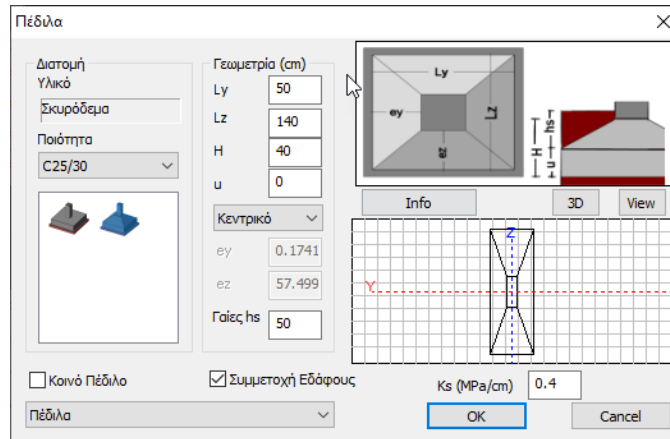 Πέδιλα
Διατομή
Υλικό
Σκυρόδεμα
Ποιότητα
C25/30
Γεωμετρία (cm)
Ly 50
Lz 140
H 40
u 0
Κεντρικό
ey 0.1741
ez 57.499
Γαίες hs 50
Ly
ey
Lz
ez
H
u
hs
Info 3D View
Z
Y
Κοινό Πέδιλο
Συμμετοχή Εδάφους
Ks (MPa/cm) 0.4
Πέδιλα
OK Cancel